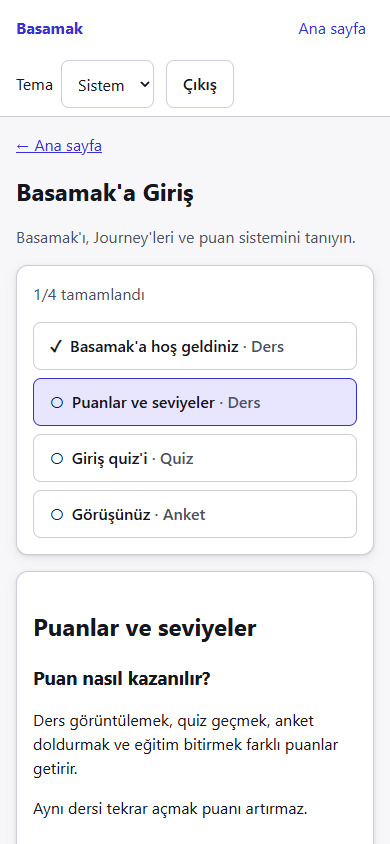 Basamak
Ana sayfa
Tema
Sistem
Çıkış
← Ana sayfa
Basamak'a Giriş
Basamak'ı, Journey'leri ve puan sistemini tanıyın.
1/4 tamamlandı
✓ Basamak'a hoş geldiniz · Ders
○ Puanlar ve seviyeler · Ders
○ Giriş quiz'i · Quiz
○ Görüşünüz · Anket
Puanlar ve seviyeler
Puan nasıl kazanılır?
Ders görüntülemek, quiz geçmek, anket
doldurmak ve eğitim bitirmek farklı puanlar
getirir.
Aynı dersi tekrar açmak puanı artırmaz.